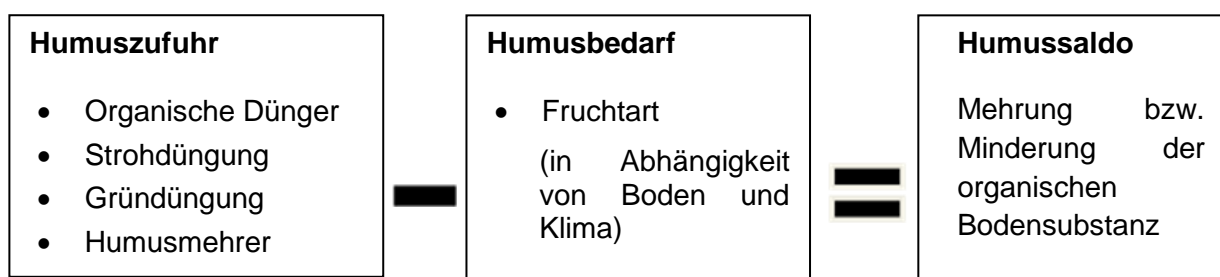 Humuszufuhr
• Organische Dünger
• Strohdüngung
• Gründüngung
• Humusmehrer
Humusbedarf
• Fruchtart
(in Abhängigkeit
von Boden und
Klima)
Humussaldo
Mehrung bzw.
Minderung der
organischen
Bodensubstanz